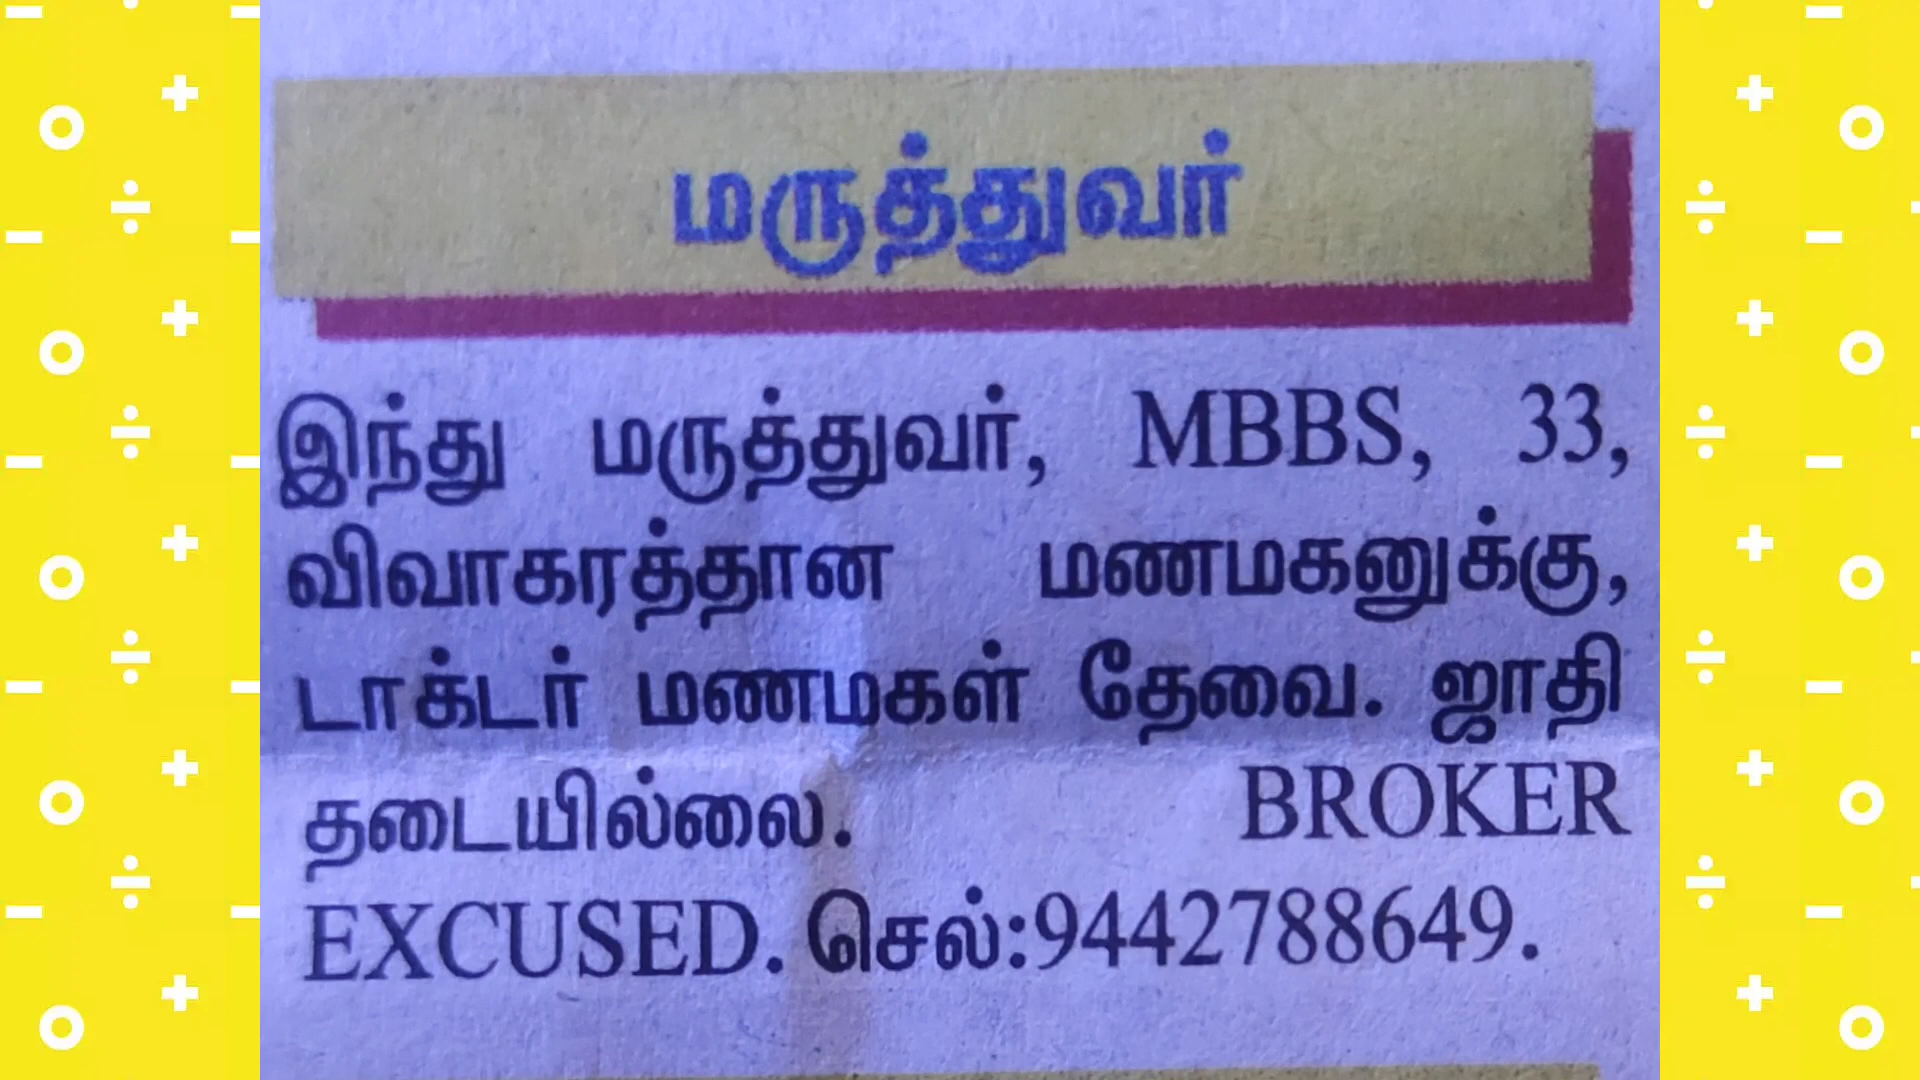 மருத்துவர்
இந்து மருத்துவர், MBBS, 33,
விவாகரத்தான மணமகனுக்கு,
டாக்டர் மணமகள் தேவை. ஜாதி
தடையில்லை. BROKER
EXCUSED. செல்:9442788649.